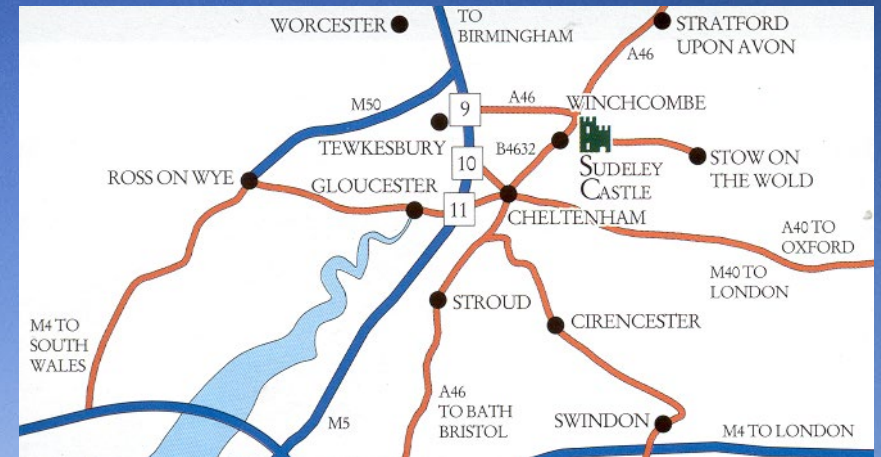 WORCESTER
TO
BIRMINGHAM
STRATFORD
UPON AVON
A46
M50
9
A46
WINCHCOMBE
TEWKESBURY
10
B4632
SUDELEY
CASTLE
STOW ON
THE WOLD
ROSS ON WYE
GLOUCESTER
11
CHELTENHAM
A40 TO
OXFORD
M40 TO
LONDON
STROUD
CIRENCESTER
M4 TO
SOUTH
WALES
A46
TO BATH
BRISTOL
M5
SWINDON
M4 TO LONDON